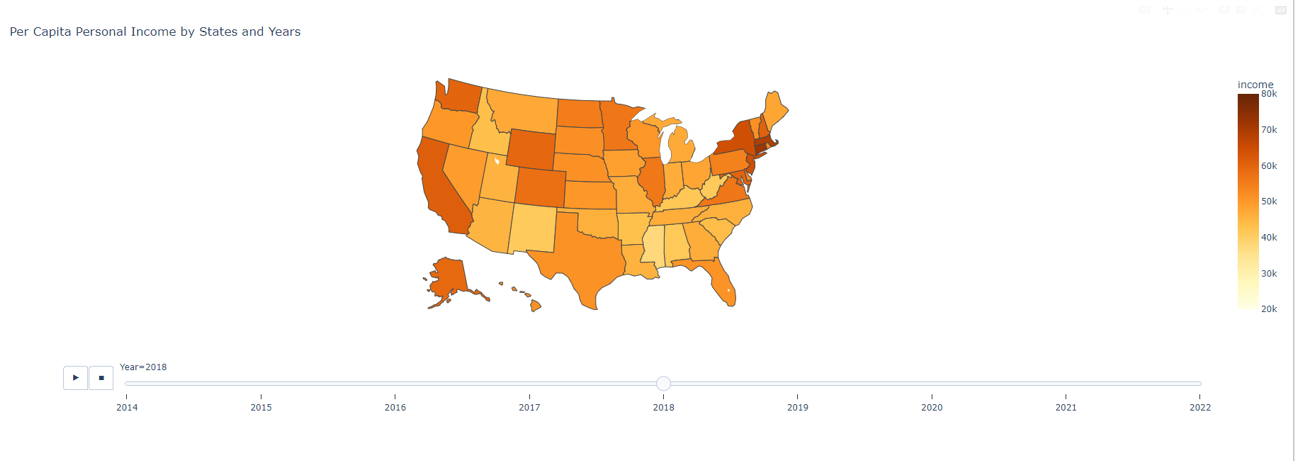 Per Capita Personal Income by States and Years
income
80k
70k
60k
50k
40k
30k
20k
Year=2018
2014 2015 2016 2017 2018 2019 2020 2021 2022